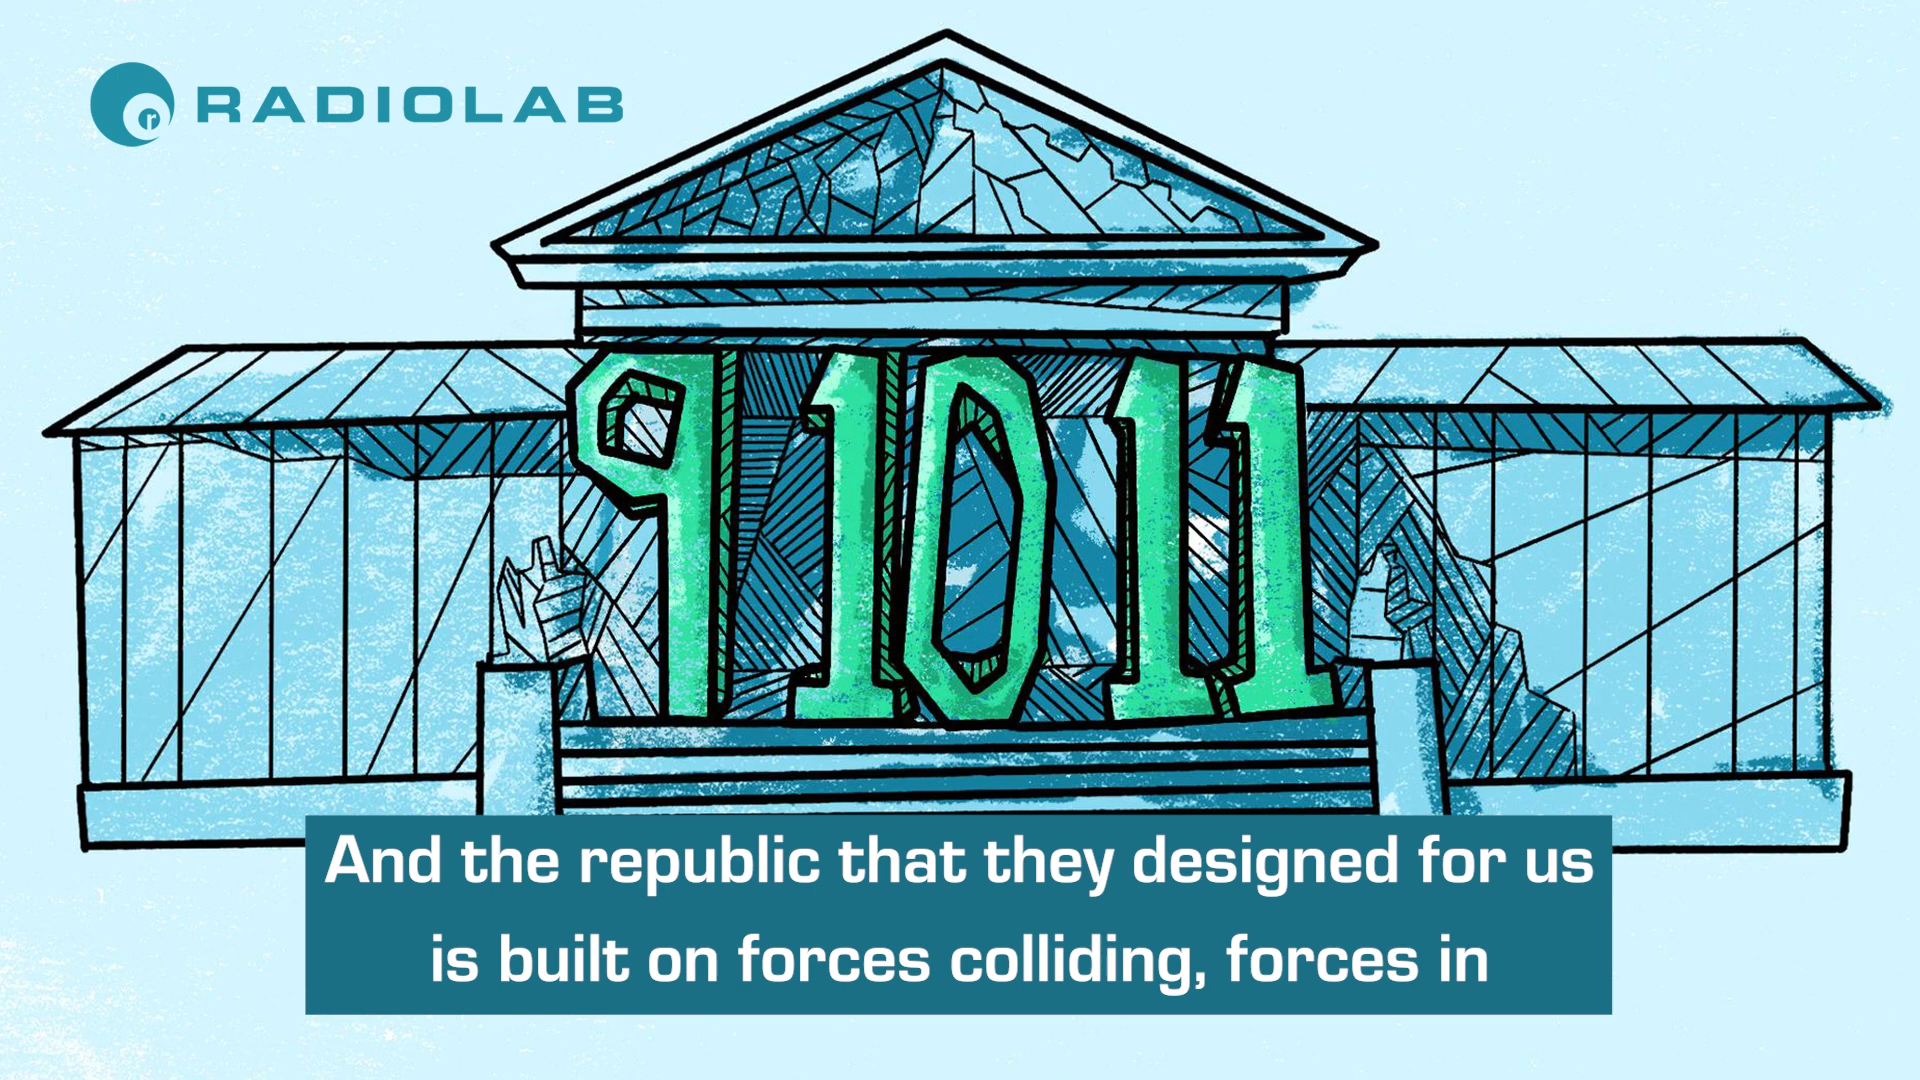 RADIOLAB
9 10 11
And the republic that they designed for us
is built on forces colliding, forces in